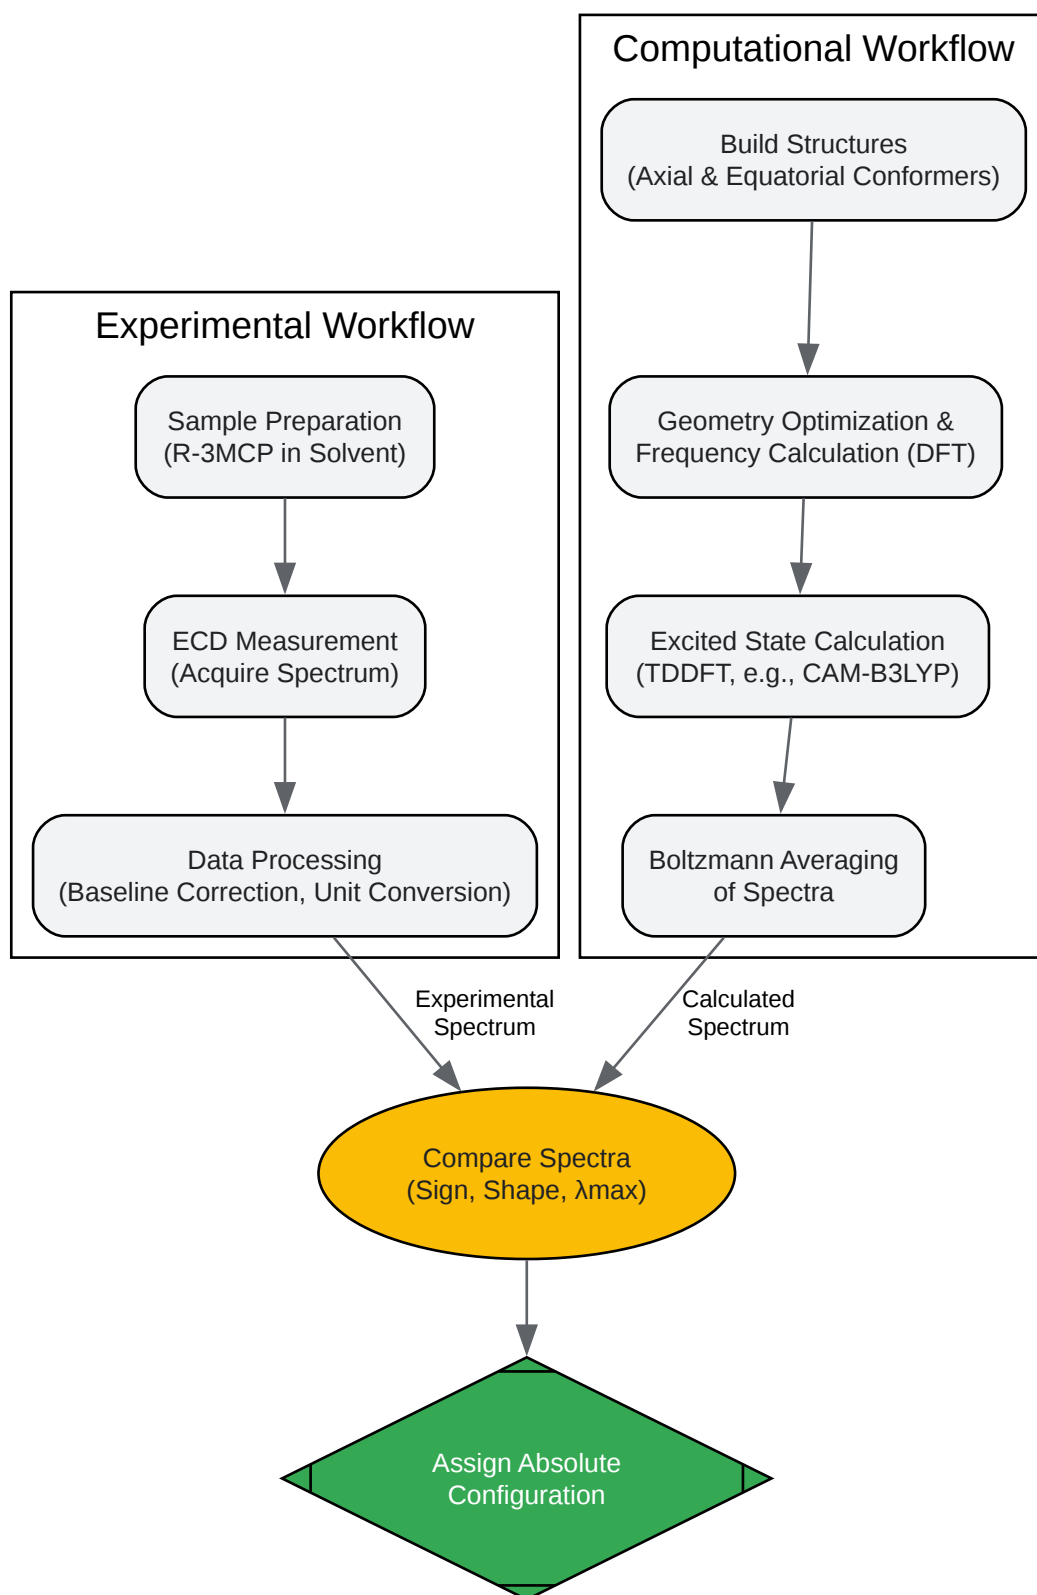 Computational Workflow
Build Structures
(Axial & Equatorial Conformers)
Geometry Optimization &
Frequency Calculation (DFT)
Excited State Calculation
(TDDFT, e.g., CAM-B3LYP)
Boltzmann Averaging
of Spectra
Experimental Workflow
Sample Preparation
(R-3MCP in Solvent)
ECD Measurement
(Acquire Spectrum)
Data Processing
(Baseline Correction, Unit Conversion)
Experimental
Spectrum
Calculated
Spectrum
Compare Spectra
(Sign, Shape, λmax)
Assign Absolute
Configuration